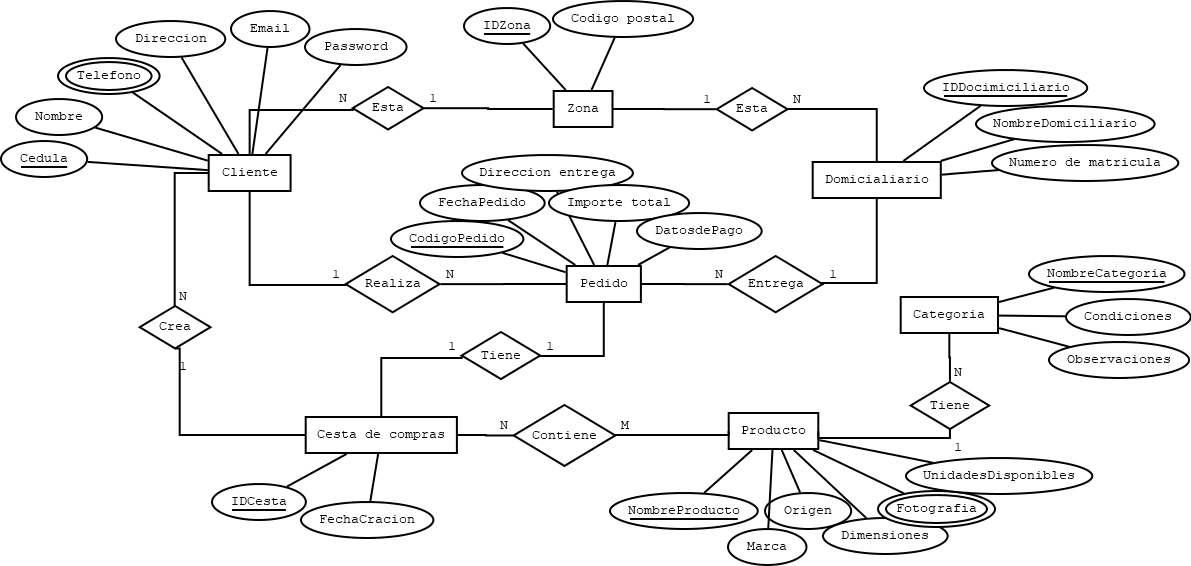 IDZona
Codigo postal
Email
Direccion
Password
Telefono
Nombre
Cedula
Cliente
N
Esta
1
Zona
1
Esta
N
IDDocimiciliario
NombreDomiciliario
Numero de matricula
Domicialiario
Direccion entrega
FechaPedido
Importe total
CodigoPedido
DatosdePago
1
Realiza
N
Pedido
N
Entrega
1
NombreCategoria
Categoria
Condiciones
Observaciones
N
Crea
1
1
Tiene
1
N
Tiene
1
Cesta de compras
N
Contiene
M
Producto
IDCesta
FechaCracion
NombreProducto
Marca
Origen
Dimensiones
Fotografia
UnidadesDisponibles